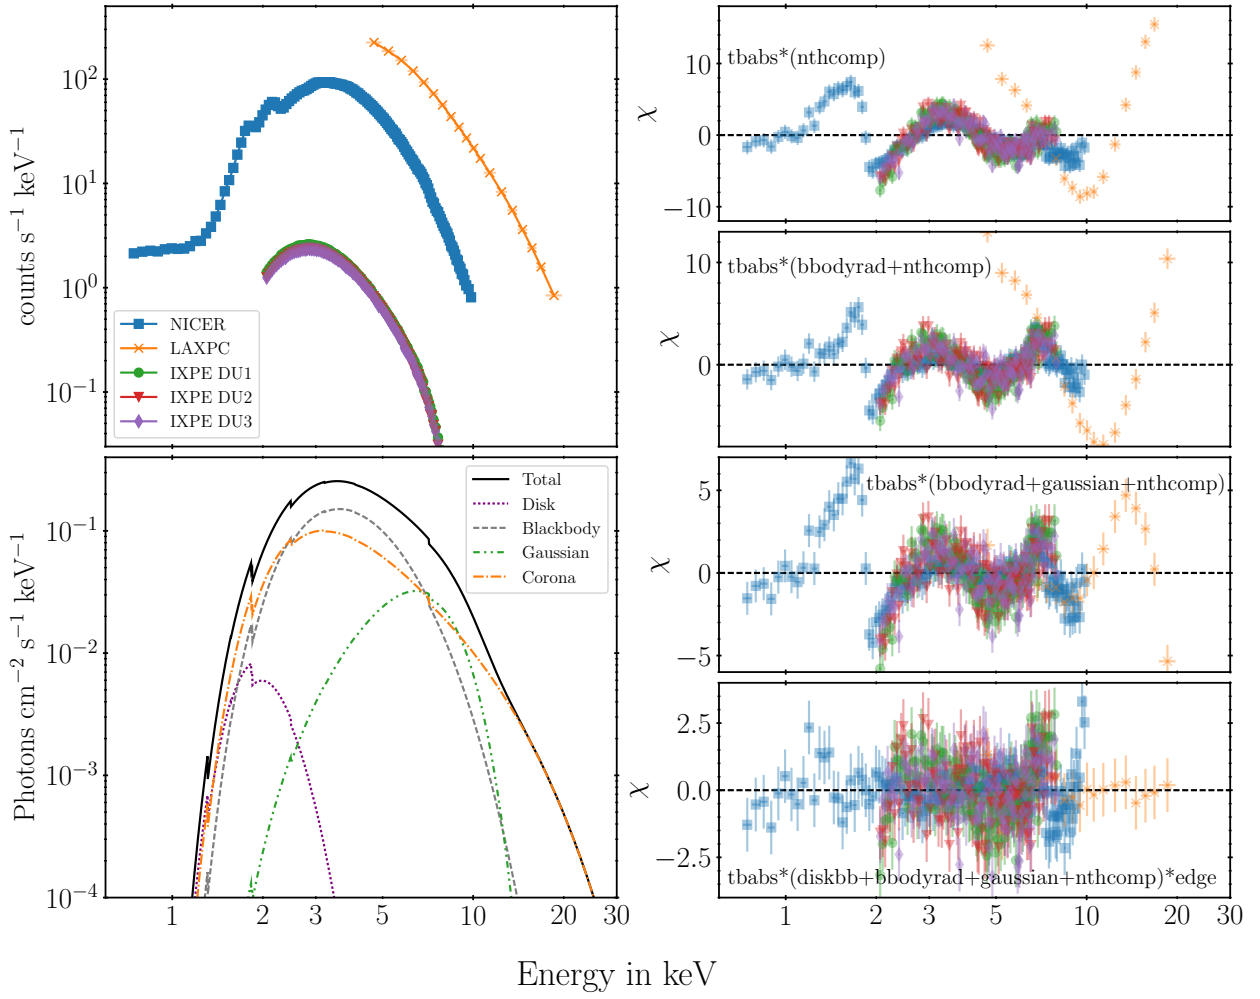 counts s⁻¹ keV⁻¹
10²
10¹
10⁰
10⁻¹
NICER
LAXPC
IXPE DU1
IXPE DU2
IXPE DU3
Photons cm⁻² s⁻¹ keV⁻¹
10⁻¹
10⁻²
10⁻³
10⁻⁴
Total
Disk
Blackbody
Gaussian
Corona
1 2 3 5 10 20 30
χ
10
0
−10
tbabs*(nthcomp)
χ
10
0
tbabs*(bbodyrad+nthcomp)
χ
5
0
−5
tbabs*(bbodyrad+gaussian+nthcomp)
χ
2.5
0.0
−2.5
tbabs*(diskbb+bbodyrad+gaussian+nthcomp)*edge
1 2 3 5 10 20 30
Energy in keV